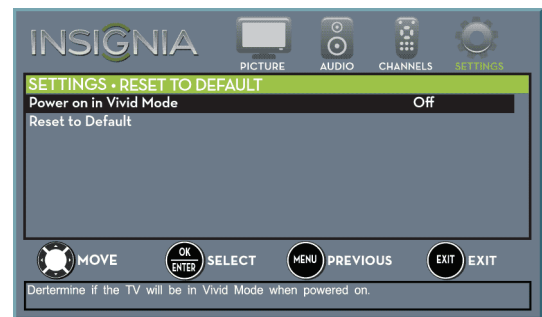 INSIGNIA
PICTURE AUDIO CHANNELS SETTINGS
SETTINGS • RESET TO DEFAULT
Power on in Vivid Mode Off
Reset to Default
MOVE OK ENTER SELECT MENU PREVIOUS EXIT EXIT
Dertermine if the TV will be in Vivid Mode when powered on.